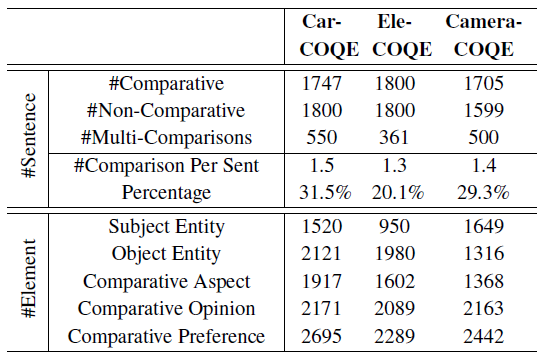 Car- Ele- Camera-
COQE COQE COQE
#Sentence
#Comparative 1747 1800 1705
#Non-Comparative 1800 1800 1599
#Multi-Comparisons 550 361 500
#Comparison Per Sent 1.5 1.3 1.4
Percentage 31.5% 20.1% 29.3%
#Element
Subject Entity 1520 950 1649
Object Entity 2121 1980 1316
Comparative Aspect 1917 1602 1368
Comparative Opinion 2171 2089 2163
Comparative Preference 2695 2289 2442